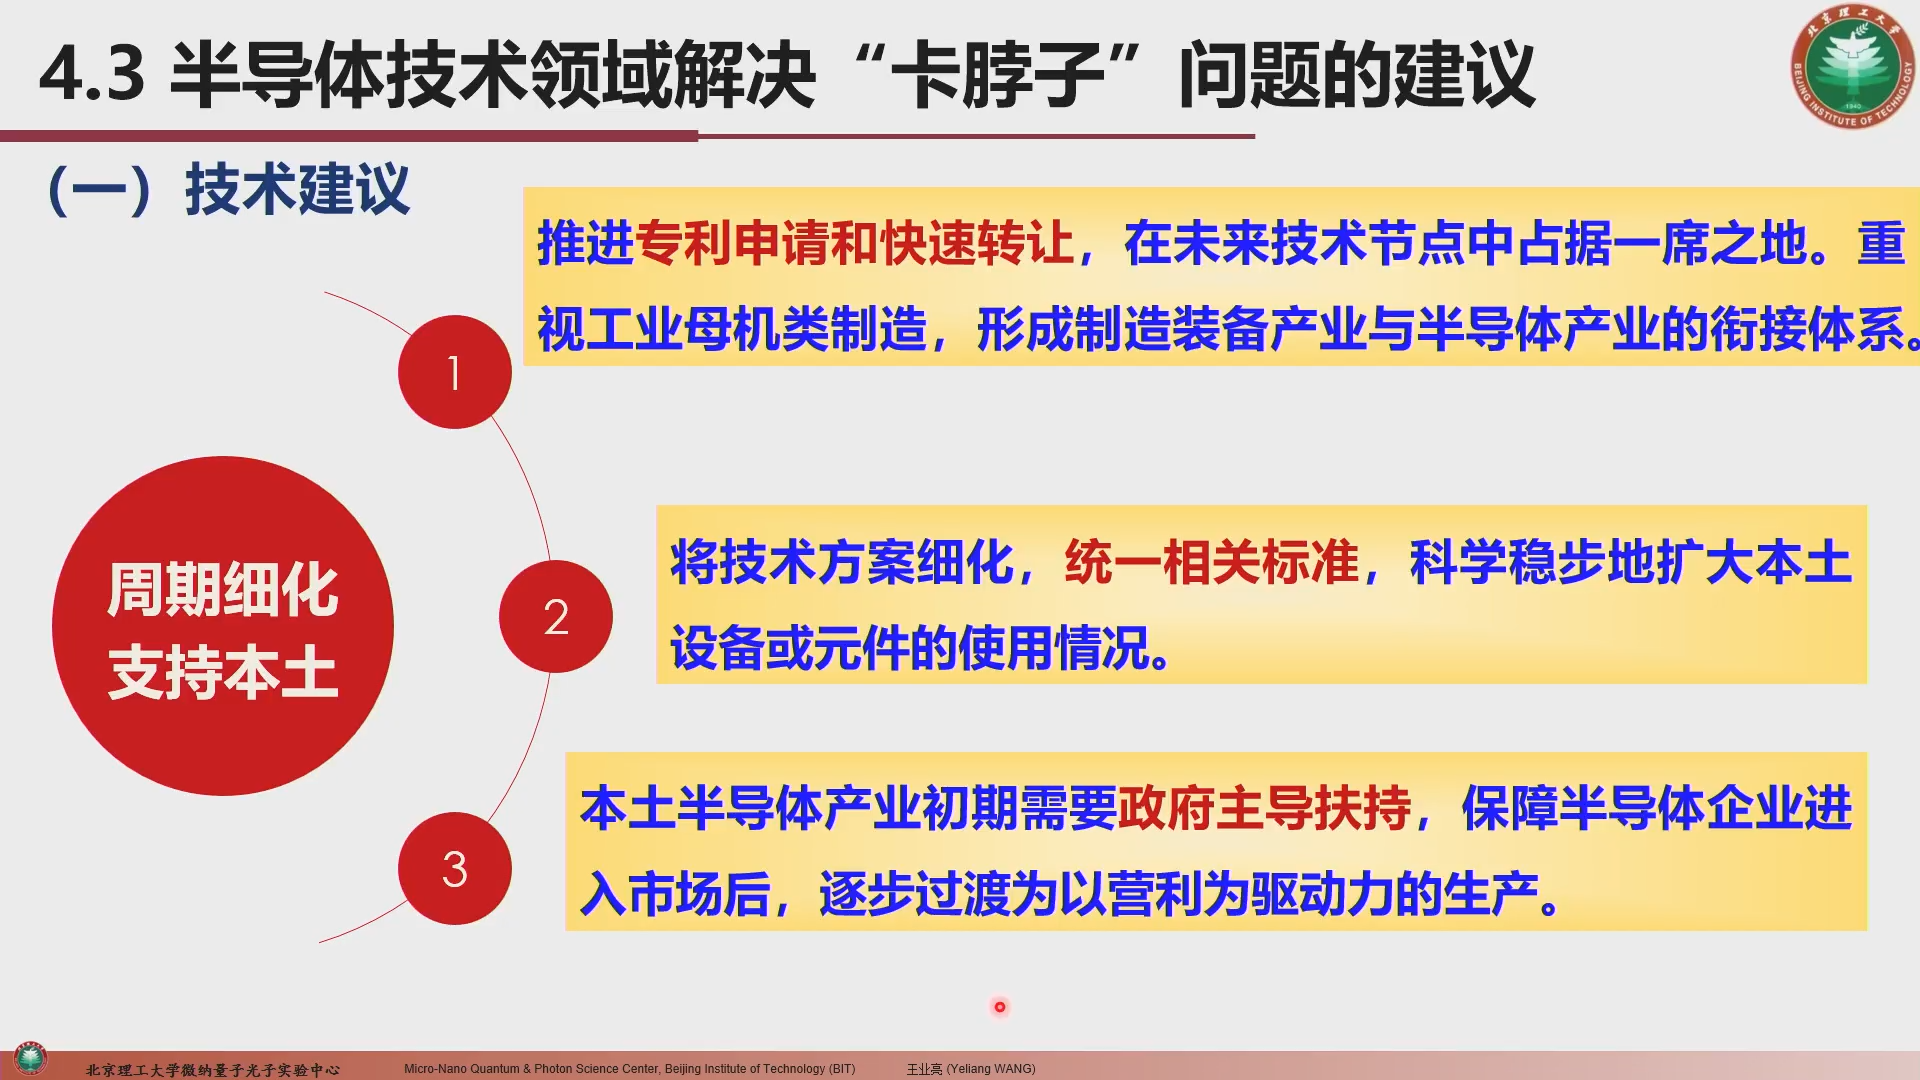 4.3 半导体技术领域解决“卡脖子”问题的建议
北京理工大学
BEIJING INSTITUTE OF TECHNOLOGY
1940
（一）技术建议
推进专利申请和快速转让，在未来技术节点中占据一席之地。重
视工业母机类制造，形成制造装备产业与半导体产业的衔接体系。
1
周期细化
支持本土
2
将技术方案细化，统一相关标准，科学稳步地扩大本土
设备或元件的使用情况。
3
本土半导体产业初期需要政府主导扶持，保障半导体企业进
入市场后，逐步过渡为以营利为驱动力的生产。
北京理工大学微纳量子光子实验中心
Micro-Nano Quantum & Photon Science Center, Beijing Institute of Technology (BIT)
王业亮 (Yeliang WANG)